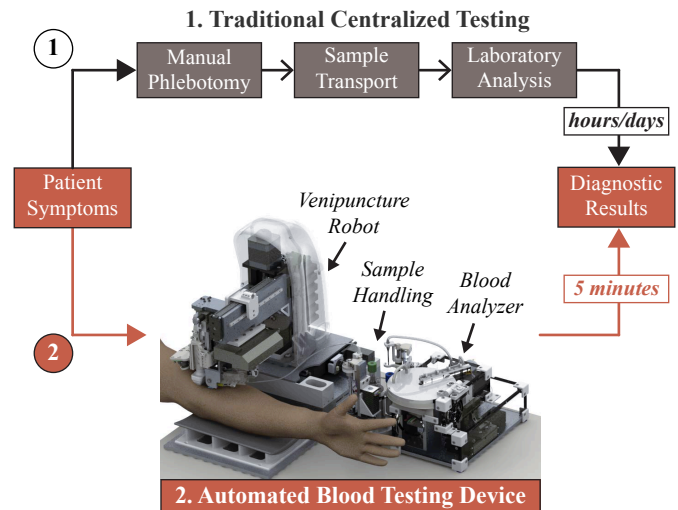 1. Traditional Centralized Testing
1
Manual
Phlebotomy
Sample
Transport
Laboratory
Analysis
hours/days
Patient
Symptoms
Diagnostic
Results
Venipuncture
Robot
Sample
Handling
Blood
Analyzer
5 minutes
2
2. Automated Blood Testing Device